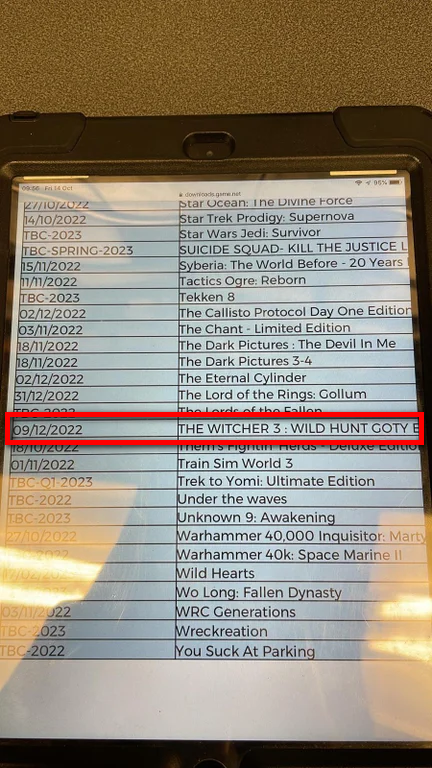 09:56 Fri 14 Oct 95%
downloads.game.net
27/10/2022 Star Ocean: The Divine Force
14/10/2022 Star Trek Prodigy: Supernova
TBC-2023 Star Wars Jedi: Survivor
TBC-SPRING-2023 SUICIDE SQUAD- KILL THE JUSTICE L
15/11/2022 Syberia: The World Before - 20 Years
11/11/2022 Tactics Ogre: Reborn
TBC-2023 Tekken 8
02/12/2022 The Callisto Protocol Day One Edition
03/11/2022 The Chant - Limited Edition
18/11/2022 The Dark Pictures : The Devil In Me
18/11/2022 The Dark Pictures 3-4
02/12/2022 The Eternal Cylinder
31/12/2022 The Lord of the Rings: Gollum
TBC-2022 The Lords of the Fallen
09/12/2022 THE WITCHER 3 : WILD HUNT GOTY E
18/10/2022 Them's Fightin' Herds - Deluxe Edition
01/11/2022 Train Sim World 3
TBC-Q1-2023 Trek to Yomi: Ultimate Edition
TBC-2022 Under the waves
TBC-2023 Unknown 9: Awakening
27/10/2022 Warhammer 40,000 Inquisitor: Marty
2022 Warhammer 40k: Space Marine II
Wild Hearts
Wo Long: Fallen Dynasty
03/11/2022 WRC Generations
TBC-2023 Wreckreation
TBC-2022 You Suck At Parking